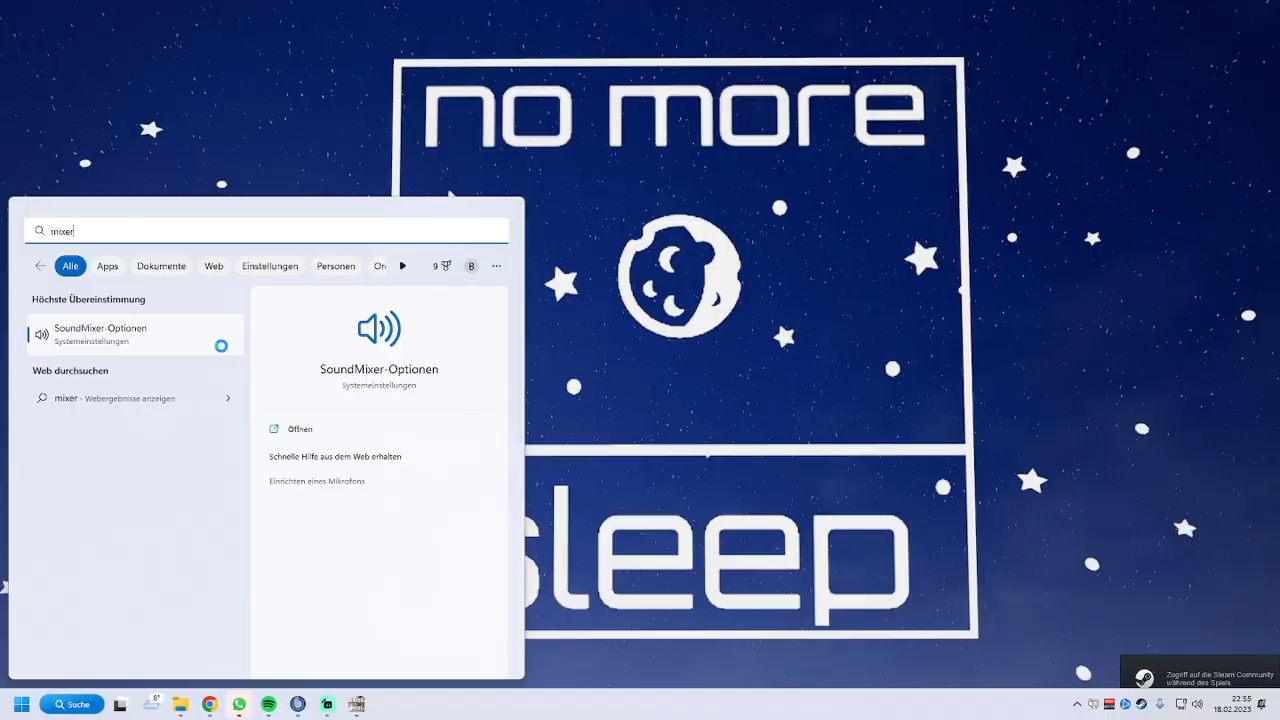 no more
sleep
mixer
Alle
Apps
Dokumente
Web
Einstellungen
Personen
9
B
Höchste Übereinstimmung
SoundMixer-Optionen
Systemeinstellungen
Web durchsuchen
mixer - Webergebnisse anzeigen
SoundMixer-Optionen
Systemeinstellungen
Öffnen
Schnelle Hilfe aus dem Web erhalten
Einrichten eines Mikrofons
Zugriff auf die Steam Community
während des Spiels.
Suche
8°
22:55
18.02.2023